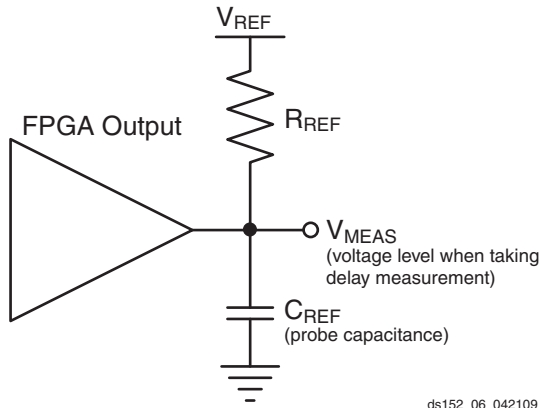 VREF
FPGA Output
RREF
VMEAS
(voltage level when taking
delay measurement)
CREF
(probe capacitance)
ds152_06_042109